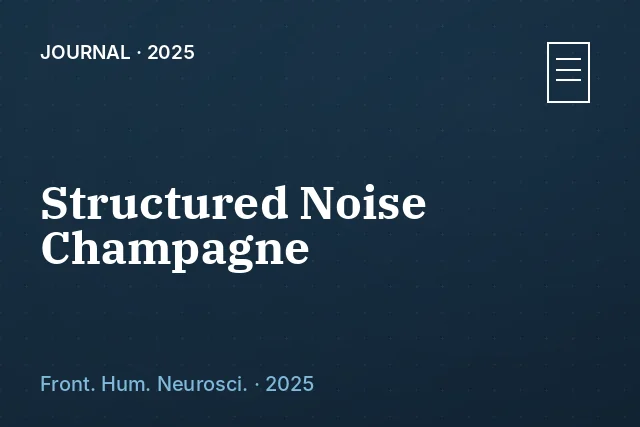 JOURNAL · 2025
Structured Noise
Champagne
Front. Hum. Neurosci. · 2025